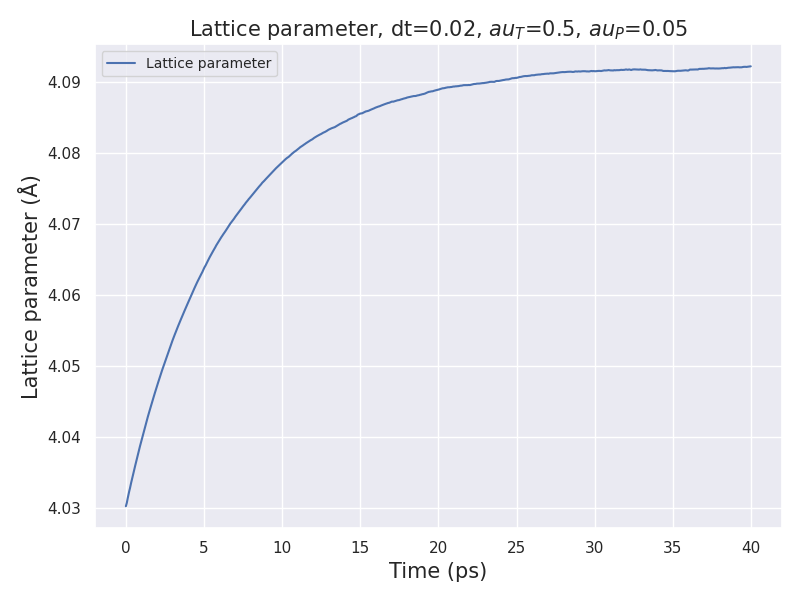 Lattice parameter, dt=0.02, au_T=0.5, au_P=0.05
Lattice parameter
4.09
4.08
4.07
4.06
4.05
4.04
4.03
Lattice parameter (Å)
0 5 10 15 20 25 30 35 40
Time (ps)